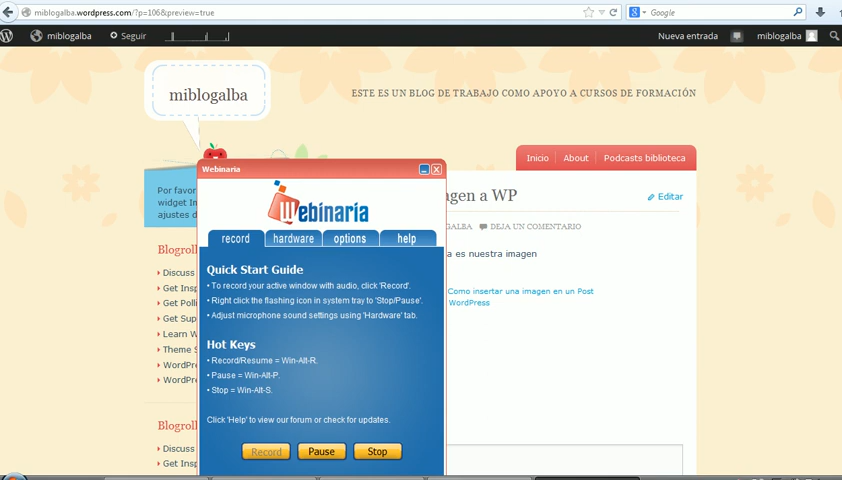 miblogalba.wordpress.com/?p=106&preview=true
Google
miblogalba
Seguir
Nueva entrada
miblogalba
miblogalba
ESTE ES UN BLOG DE TRABAJO COMO APOYO A CURSOS DE FORMACIÓN
Inicio
About
Podcasts biblioteca
Por favor
widget In
ajustes d
Blogroll
Discuss
Get Insp
Get Polli
Get Sup
Learn W
Theme S
WordPre
WordPre
Blogroll
Discuss
Get Insp
Webinaria
Webinaria
record
hardware
options
help
Quick Start Guide
• To record your active window with audio, click 'Record'.
• Right click the flashing icon in system tray to 'Stop/Pause'.
• Adjust microphone sound settings using 'Hardware' tab.
Hot Keys
• Record/Resume = Win-Alt-R.
• Pause = Win-Alt-P.
• Stop = Win-Alt-S.
Click 'Help' to view our forum or check for updates.
Record
Pause
Stop
agen a WP
Editar
GALBA
DEJA UN COMENTARIO
a es nuestra imagen
Como insertar una imagen en un Post
WordPress